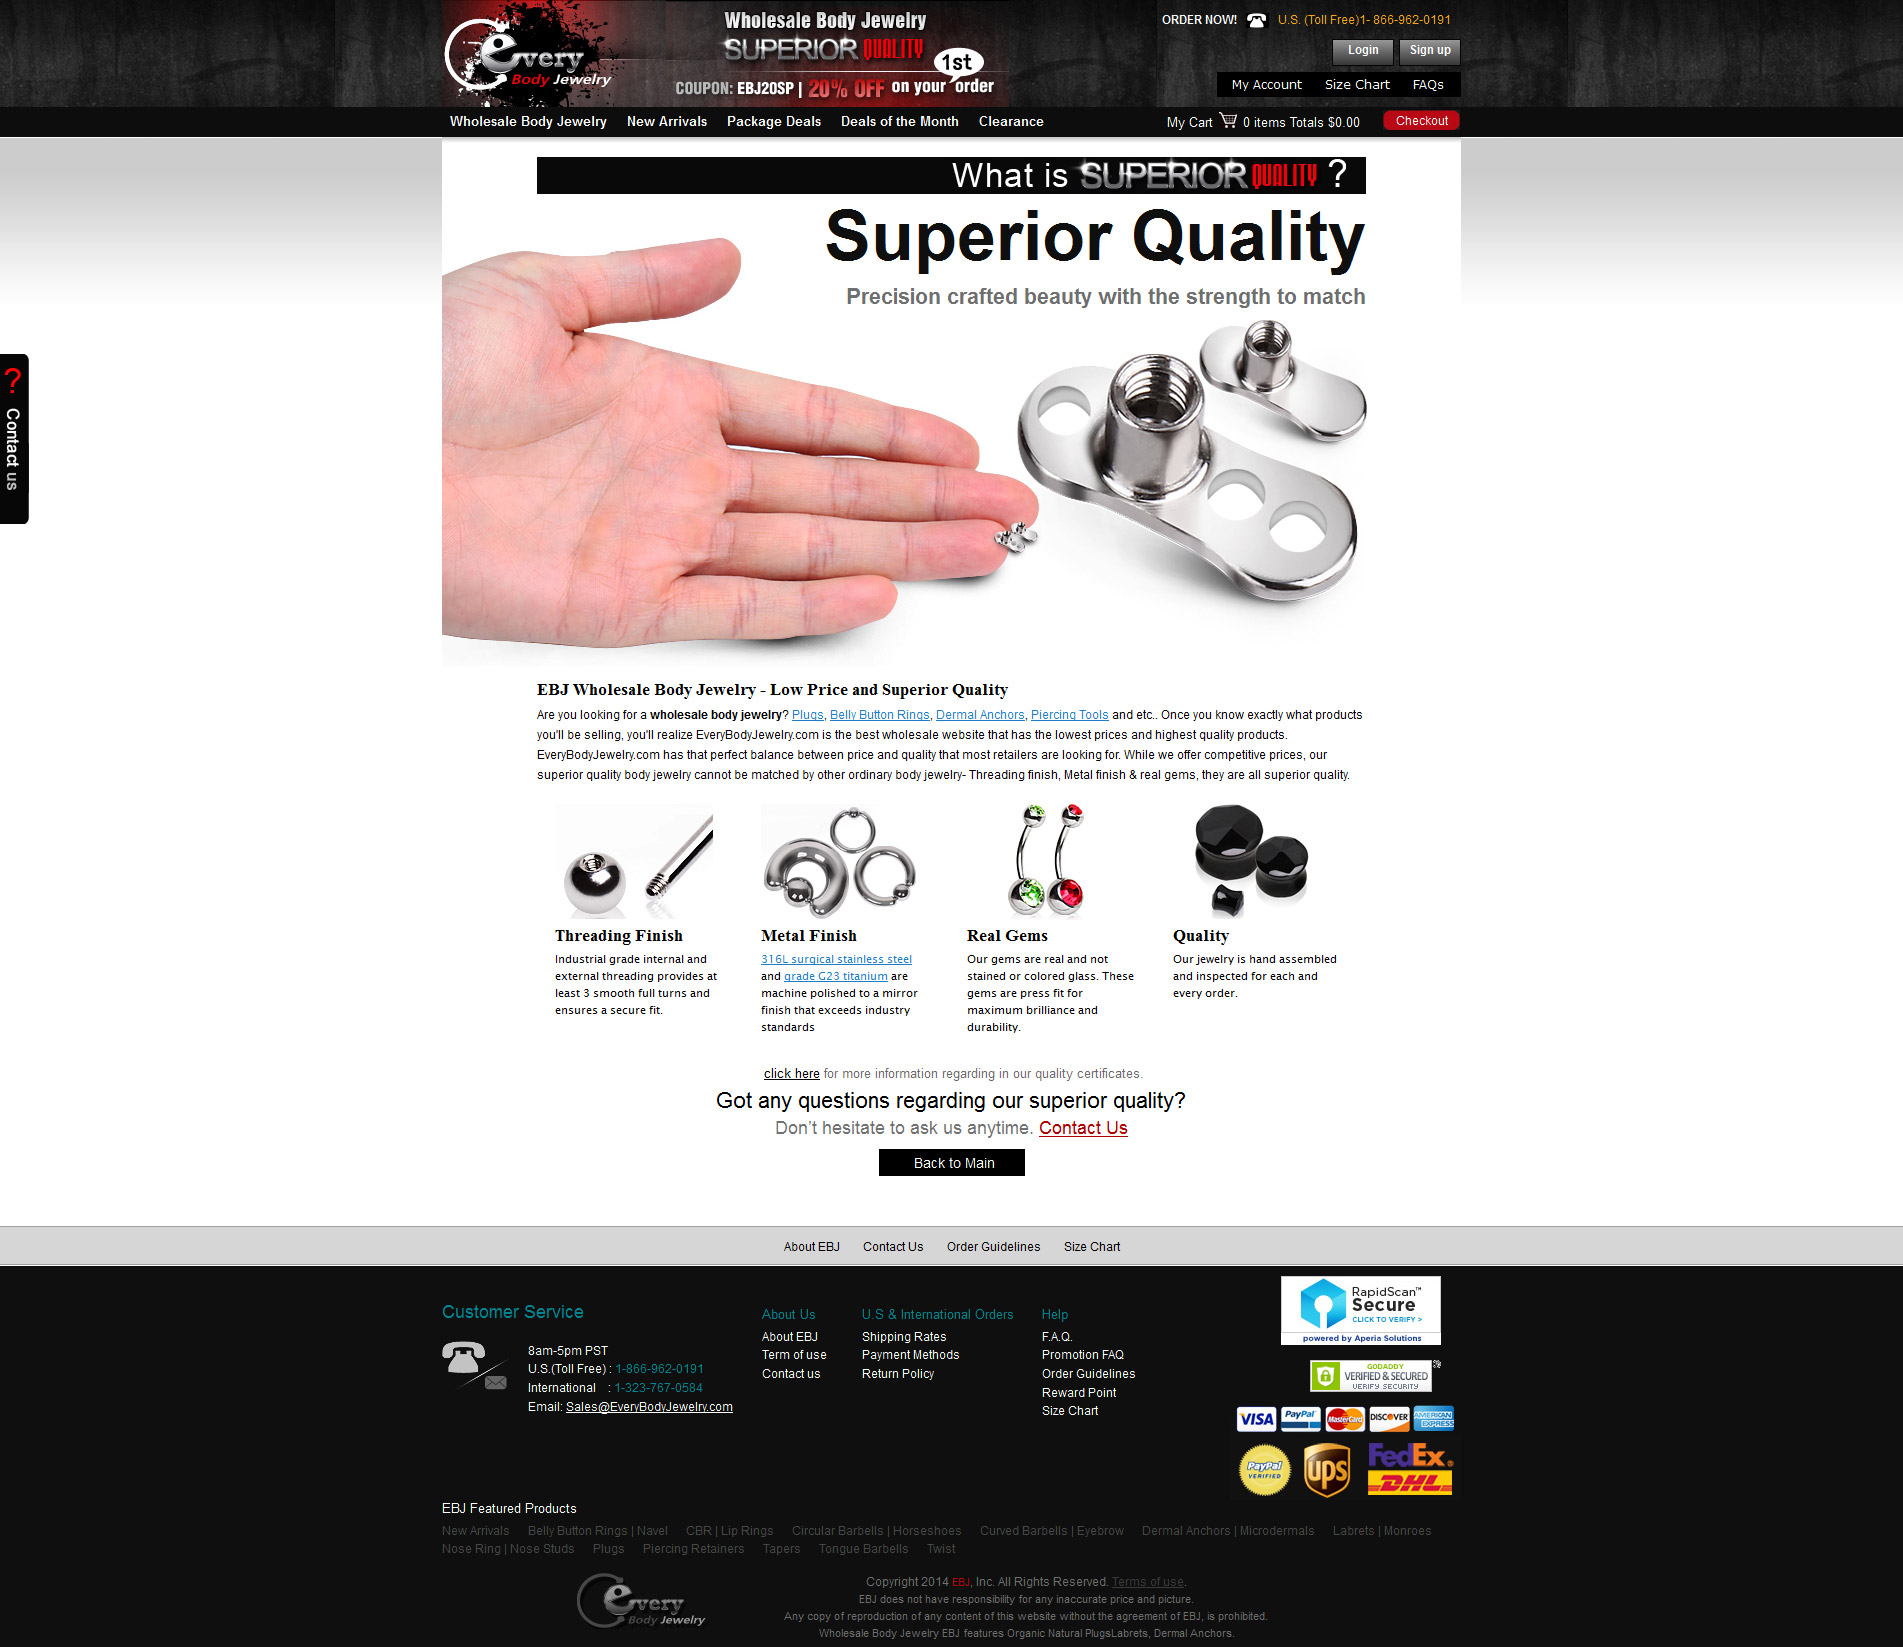 every
Body Jewelry
Wholesale Body Jewelry
SUPERIOR QUALITY
COUPON: EBJ20SP | 20% OFF on your 1st order
ORDER NOW! U.S. (Toll Free)1- 866-962-0191
Login Sign up
My Account Size Chart FAQs
Wholesale Body Jewelry New Arrivals Package Deals Deals of the Month Clearance
My Cart 0 items Totals $0.00 Checkout
What is SUPERIOR QUALITY ?
Superior Quality
Precision crafted beauty with the strength to match
? Contact us
EBJ Wholesale Body Jewelry - Low Price and Superior Quality
Are you looking for a wholesale body jewelry? Plugs, Belly Button Rings, Dermal Anchors, Piercing Tools and etc.. Once you know exactly what products
you'll be selling, you'll realize EveryBodyJewelry.com is the best wholesale website that has the lowest prices and highest quality products.
EveryBodyJewelry.com has that perfect balance between price and quality that most retailers are looking for. While we offer competitive prices, our
superior quality body jewelry cannot be matched by other ordinary body jewelry- Threading finish, Metal finish & real gems, they are all superior quality.
Threading Finish
Industrial grade internal and
external threading provides at
least 3 smooth full turns and
ensures a secure fit.
Metal Finish
316L surgical stainless steel
and grade G23 titanium are
machine polished to a mirror
finish that exceeds industry
standards
Real Gems
Our gems are real and not
stained or colored glass. These
gems are press fit for
maximum brilliance and
durability.
Quality
Our jewelry is hand assembled
and inspected for each and
every order.
click here for more information regarding in our quality certificates.
Got any questions regarding our superior quality?
Don't hesitate to ask us anytime. Contact Us
Back to Main
About EBJ Contact Us Order Guidelines Size Chart
Customer Service
8am-5pm PST
U.S.(Toll Free) : 1-866-962-0191
International : 1-323-767-0584
Email: Sales@EveryBodyJewelry.com
About Us
About EBJ
Term of use
Contact us
U.S & International Orders
Shipping Rates
Payment Methods
Return Policy
Help
F.A.Q.
Promotion FAQ
Order Guidelines
Reward Point
Size Chart
RapidScan™
Secure
CLICK TO VERIFY >
powered by Aperia Solutions
GODADDY
VERIFIED & SECURED
VERIFY SECURITY
VISA PayPal MasterCard DISCOVER AMERICAN EXPRESS
PayPal VERIFIED ups FedEx DHL
EBJ Featured Products
New Arrivals Belly Button Rings | Navel CBR | Lip Rings Circular Barbells | Horseshoes Curved Barbells | Eyebrow Dermal Anchors | Microdermals Labrets | Monroes
Nose Ring | Nose Studs Plugs Piercing Retainers Tapers Tongue Barbells Twist
every
Body Jewelry
Copyright 2014 EBJ, Inc. All Rights Reserved. Terms of use.
EBJ does not have responsibility for any inaccurate price and picture.
Any copy of reproduction of any content of this website without the agreement of EBJ, is prohibited.
Wholesale Body Jewelry EBJ features Organic Natural PlugsLabrets, Dermal Anchors.